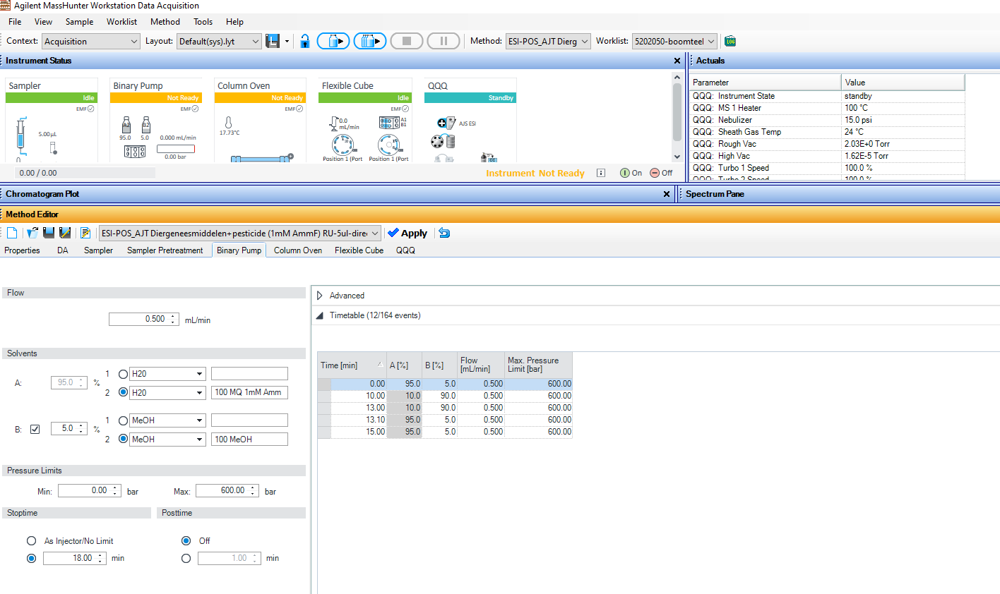 Agilent MassHunter Workstation Data Acquisition
File View Sample Worklist Method Tools Help
Context: Acquisition Layout: Default(sys).lyt Method: ESI-POS_AJT Dierg Worklist: 5202050-boomteel
Instrument Status
Sampler
Idle
EMF
5.00 µL
Binary Pump
Not Ready
EMF
A2 B2
95.0 5.0 0.000 mL/min
0.00 bar
Column Oven
Not Ready
EMF
17.73°C
Flexible Cube
Idle
EMF
0.0
mL/min
A1
B1
Position 1 (Port Position 1 (Port
QQQ
Standby
AJS ESI
0.00 / 0.00
Instrument Not Ready On Off
Actuals
Parameter Value
QQQ: Instrument State standby
QQQ: MS 1 Heater 100 °C
QQQ: Nebulizer 15.0 psi
QQQ: Sheath Gas Temp 24 °C
QQQ: Rough Vac 2.03E+0 Torr
QQQ: High Vac 1.62E-5 Torr
QQQ: Turbo 1 Speed 100.0 %
QQQ: Turbo 2 Speed 100.0 %
Chromatogram Plot
Spectrum Pane
Method Editor
ESI-POS_AJT Diergeneesmiddelen+pesticide (1mM AmmF) RU-5ul-direc Apply
Properties DA Sampler Sampler Pretreatment Binary Pump Column Oven Flexible Cube QQQ
Flow
0.500 mL/min
Solvents
A: 95.0 %
1 H20
2 H20 100 MQ 1mM Amm
B: 5.0 %
1 MeOH
2 MeOH 100 MeOH
Pressure Limits
Min: 0.00 bar Max: 600.00 bar
Stoptime
As Injector/No Limit
18.00 min
Posttime
Off
1.00 min
Advanced
Timetable (12/164 events)
Time [min] A [%] B [%] Flow [mL/min] Max. Pressure Limit [bar]
0.00 95.0 5.0 0.500 600.00
10.00 10.0 90.0 0.500 600.00
13.00 10.0 90.0 0.500 600.00
13.10 95.0 5.0 0.500 600.00
15.00 95.0 5.0 0.500 600.00